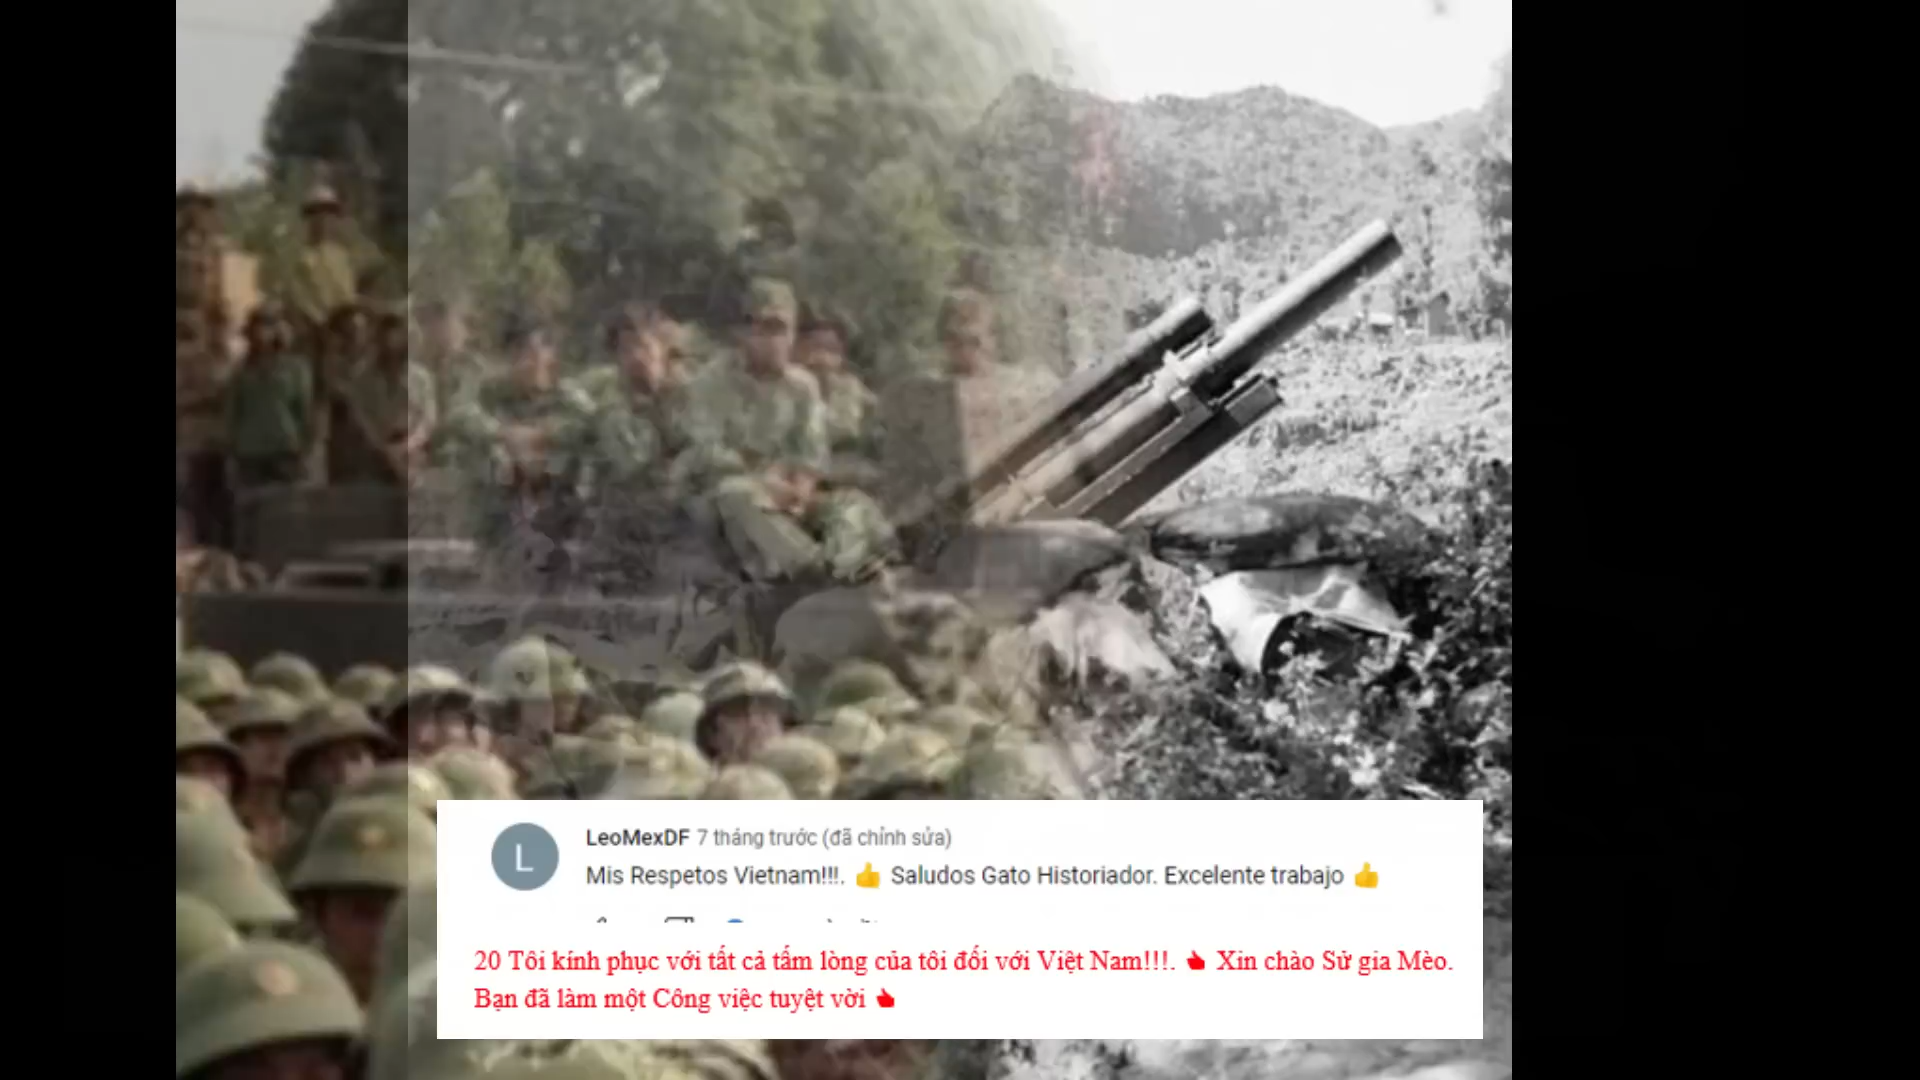 L
LeoMexDF 7 tháng trước (đã chỉnh sửa)
Mis Respetos Vietnam!!!. 👍 Saludos Gato Historiador. Excelente trabajo 👍
20 Tôi kính phục với tất cả tấm lòng của tôi đối với Việt Nam!!!. 👍 Xin chào Sử gia Mèo.
Bạn đã làm một Công việc tuyệt vời 👍